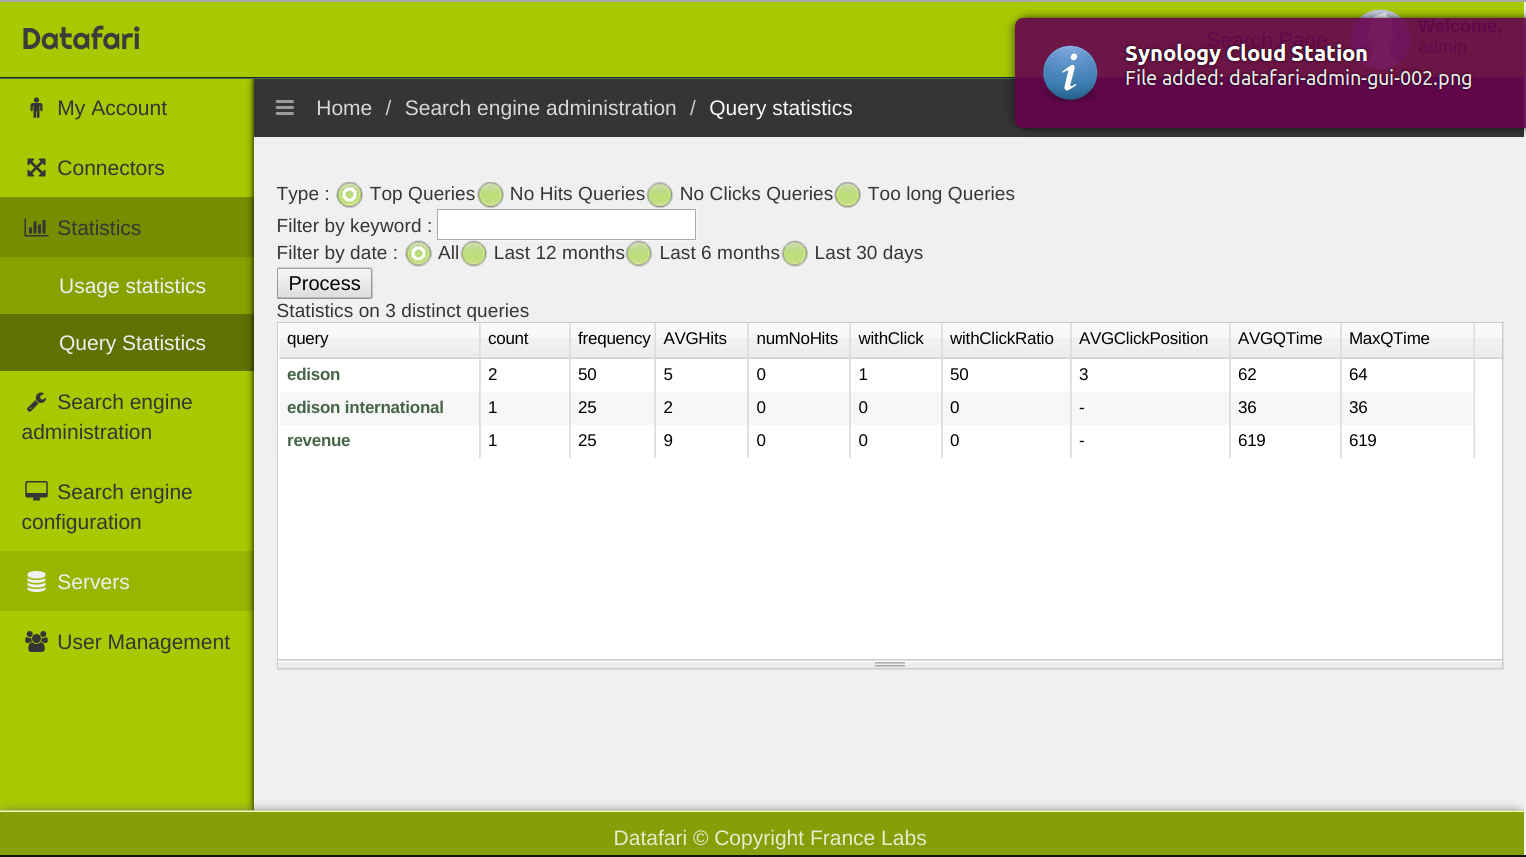 Datafari
Search Page
Welcome,
admin
Synology Cloud Station
File added: datafari-admin-gui-002.png
My Account
Connectors
Statistics
Usage statistics
Query Statistics
Search engine
administration
Search engine
configuration
Servers
User Management
Home / Search engine administration / Query statistics
Type : Top Queries No Hits Queries No Clicks Queries Too long Queries
Filter by keyword :
Filter by date : All Last 12 months Last 6 months Last 30 days
Process
Statistics on 3 distinct queries
query count frequency AVGHits numNoHits withClick withClickRatio AVGClickPosition AVGQTime MaxQTime
edison 2 50 5 0 1 50 3 62 64
edison international 1 25 2 0 0 0 - 36 36
revenue 1 25 9 0 0 0 - 619 619
Datafari © Copyright France Labs